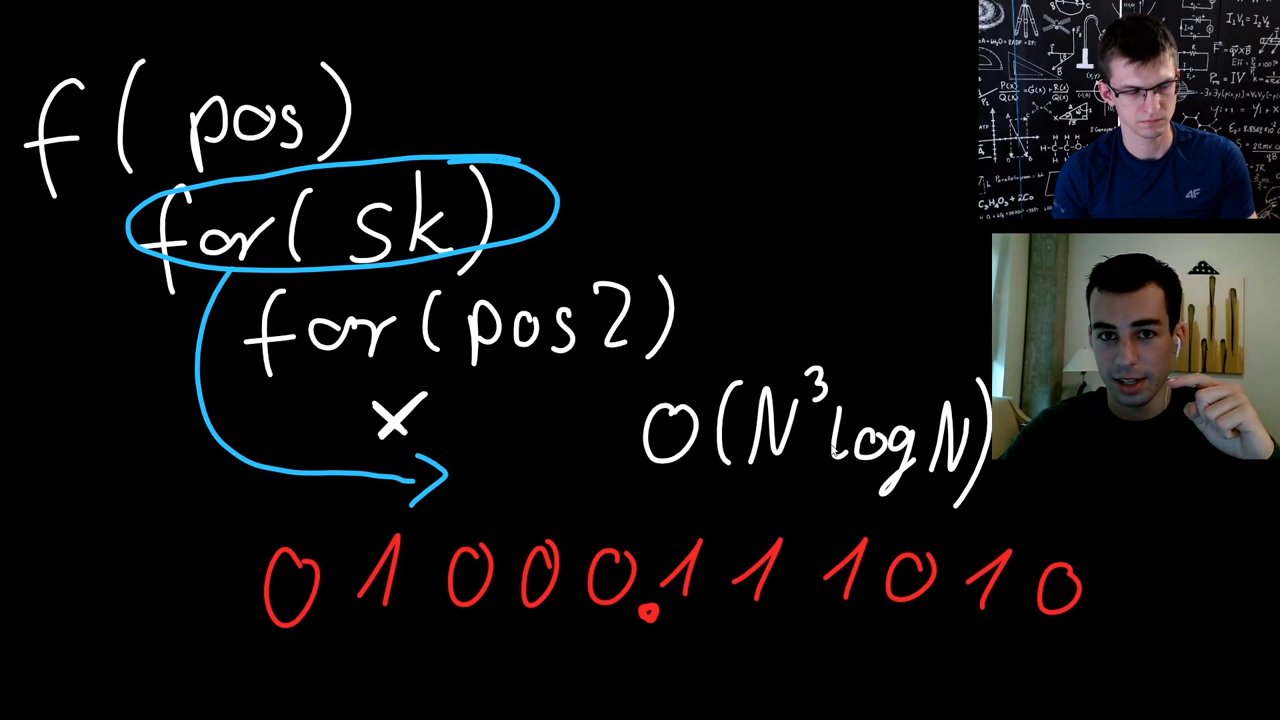 f( pos)
for( sk)
for(pos2)
x
O(N³logN)
0 1 0 0 0 . 1 1 1 0 1 0